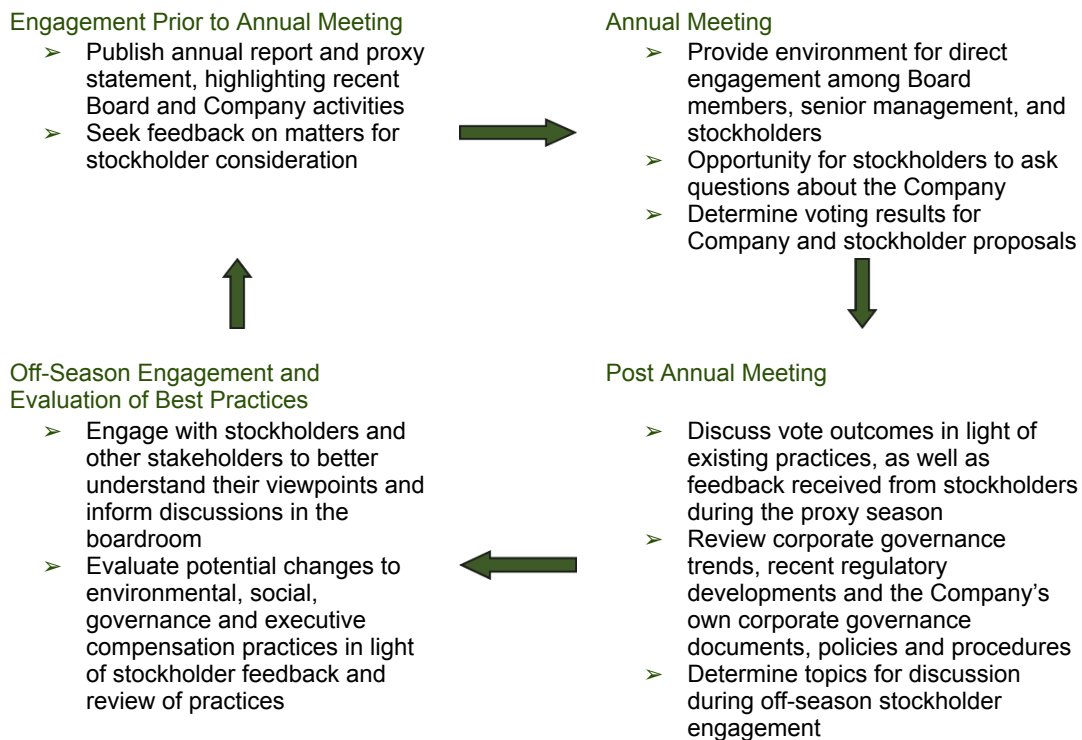 Engagement Prior to Annual Meeting
➢ Publish annual report and proxy
statement, highlighting recent
Board and Company activities
➢ Seek feedback on matters for
stockholder consideration
Annual Meeting
➢ Provide environment for direct
engagement among Board
members, senior management, and
stockholders
➢ Opportunity for stockholders to ask
questions about the Company
➢ Determine voting results for
Company and stockholder proposals
Off-Season Engagement and
Evaluation of Best Practices
➢ Engage with stockholders and
other stakeholders to better
understand their viewpoints and
inform discussions in the
boardroom
➢ Evaluate potential changes to
environmental, social,
governance and executive
compensation practices in light
of stockholder feedback and
review of practices
Post Annual Meeting
➢ Discuss vote outcomes in light of
existing practices, as well as
feedback received from stockholders
during the proxy season
➢ Review corporate governance
trends, recent regulatory
developments and the Company’s
own corporate governance
documents, policies and procedures
➢ Determine topics for discussion
during off-season stockholder
engagement